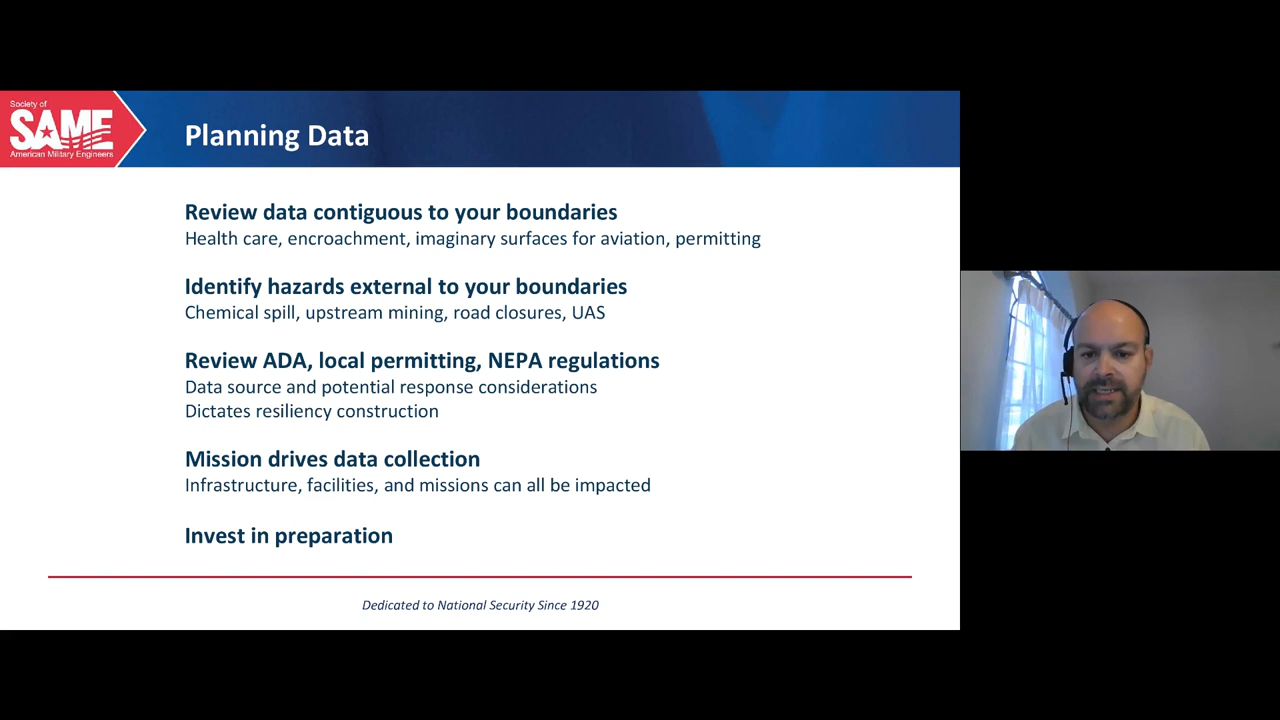 Society of
SAME
American Military Engineers
Planning Data
Review data contiguous to your boundaries
Health care, encroachment, imaginary surfaces for aviation, permitting
Identify hazards external to your boundaries
Chemical spill, upstream mining, road closures, UAS
Review ADA, local permitting, NEPA regulations
Data source and potential response considerations
Dictates resiliency construction
Mission drives data collection
Infrastructure, facilities, and missions can all be impacted
Invest in preparation
Dedicated to National Security Since 1920